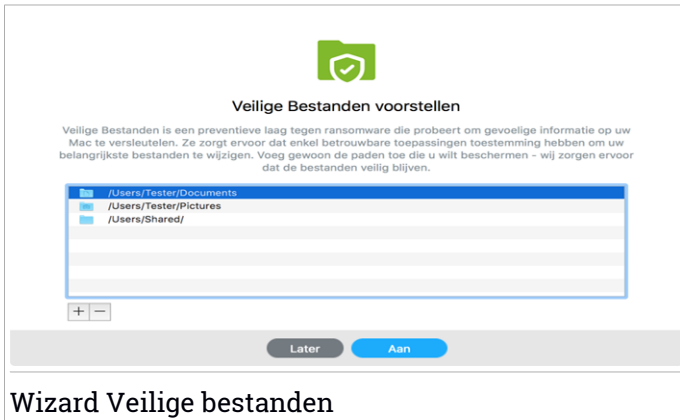 Veilige Bestanden voorstellen
Veilige Bestanden is een preventieve laag tegen ransomware die probeert om gevoelige informatie op uw
Mac te versleutelen. Ze zorgt ervoor dat enkel betrouwbare toepassingen toestemming hebben om uw
belangrijkste bestanden te wijzigen. Voeg gewoon de paden toe die u wilt beschermen - wij zorgen ervoor
dat de bestanden veilig blijven.
/Users/Tester/Documents
/Users/Tester/Pictures
/Users/Shared/
+ −
Later Aan
Wizard Veilige bestanden